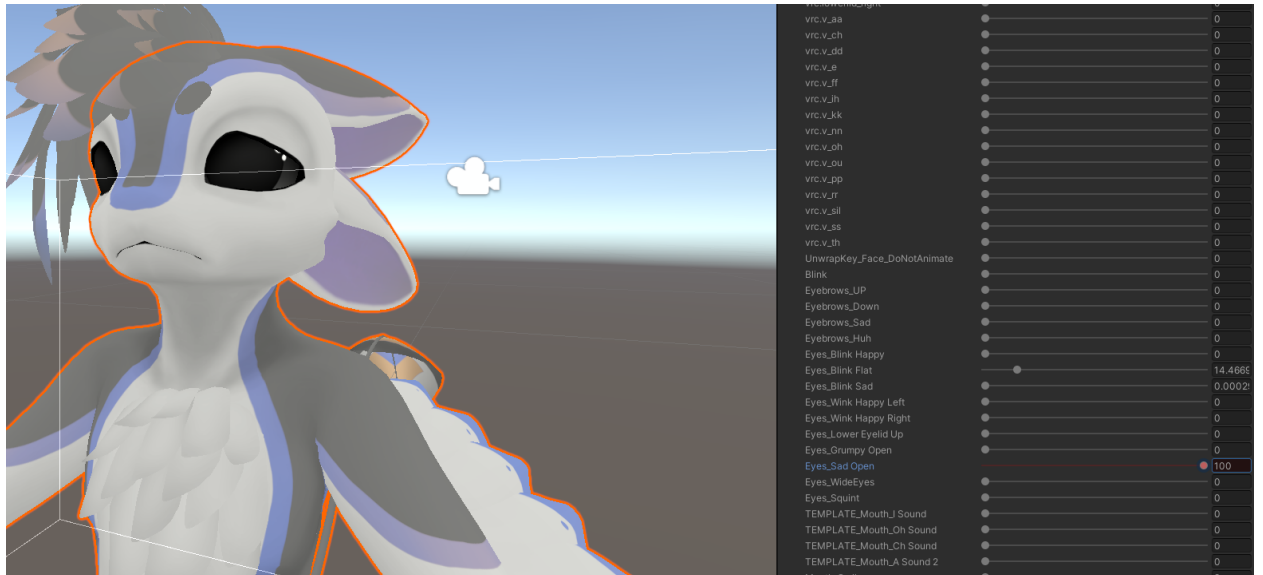 vrc.v_aa 0
vrc.v_ch 0
vrc.v_dd 0
vrc.v_e 0
vrc.v_ff 0
vrc.v_ih 0
vrc.v_kk 0
vrc.v_nn 0
vrc.v_oh 0
vrc.v_ou 0
vrc.v_pp 0
vrc.v_rr 0
vrc.v_sil 0
vrc.v_ss 0
vrc.v_th 0
UnwrapKey_Face_DoNotAnimate 0
Blink 0
Eyebrows_UP 0
Eyebrows_Down 0
Eyebrows_Sad 0
Eyebrows_Huh 0
Eyes_Blink Happy 0
Eyes_Blink Flat 14.4669
Eyes_Blink Sad 0.00029
Eyes_Wink Happy Left 0
Eyes_Wink Happy Right 0
Eyes_Lower Eyelid Up 0
Eyes_Grumpy Open 0
Eyes_Sad Open 100
Eyes_WideEyes 0
Eyes_Squint 0
TEMPLATE_Mouth_I Sound 0
TEMPLATE_Mouth_Oh Sound 0
TEMPLATE_Mouth_Ch Sound 0
TEMPLATE_Mouth_A Sound 2 0